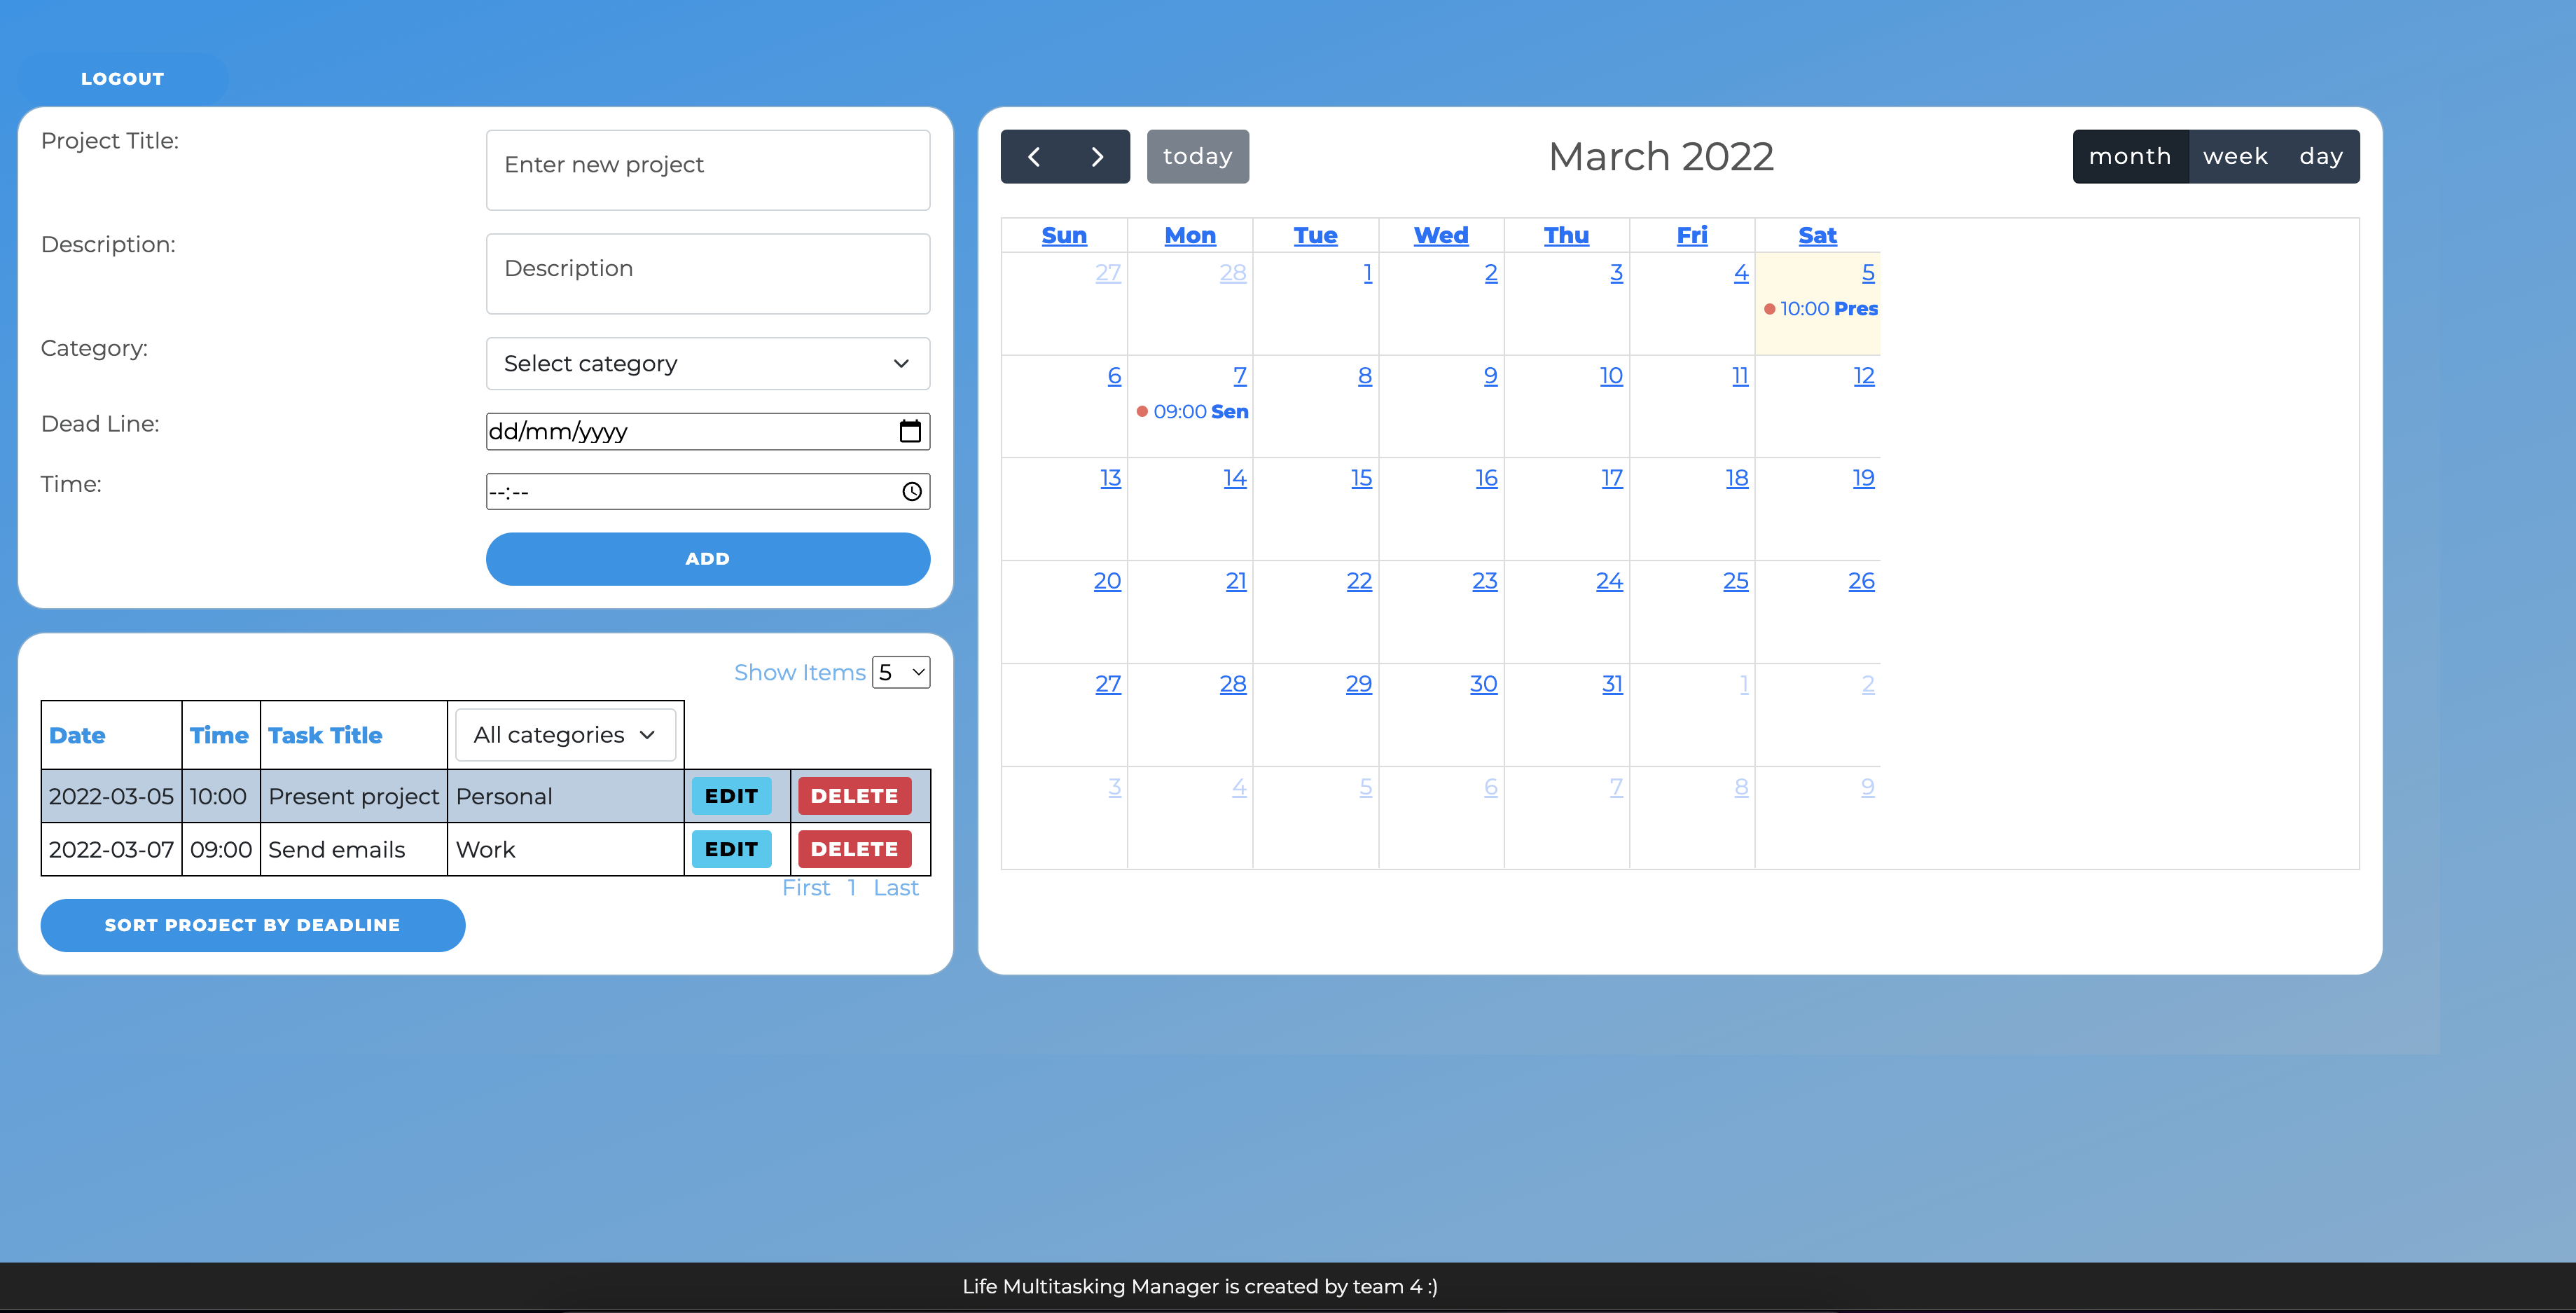 LOGOUT
Project Title:
Enter new project
Description:
Description
Category:
Select category
Dead Line:
dd/mm/yyyy
Time:
--:--
ADD
Show Items 5
Date Time Task Title All categories
2022-03-05 10:00 Present project Personal EDIT DELETE
2022-03-07 09:00 Send emails Work EDIT DELETE
First 1 Last
SORT PROJECT BY DEADLINE
today March 2022 month week day
Sun Mon Tue Wed Thu Fri Sat
27 28 1 2 3 4 5
10:00 Pres
6 7 8 9 10 11 12
09:00 Sen
13 14 15 16 17 18 19
20 21 22 23 24 25 26
27 28 29 30 31 1 2
3 4 5 6 7 8 9
Life Multitasking Manager is created by team 4 :)